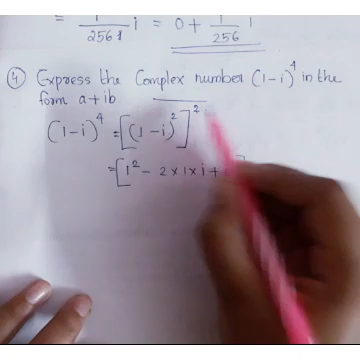 = 1/256 i = 0 + 1/256 i
④ Express the Complex number (1-i)⁴ in the
form a+ib
(1-i)⁴ = [(1-i)²]²
= [1² - 2×1×i+